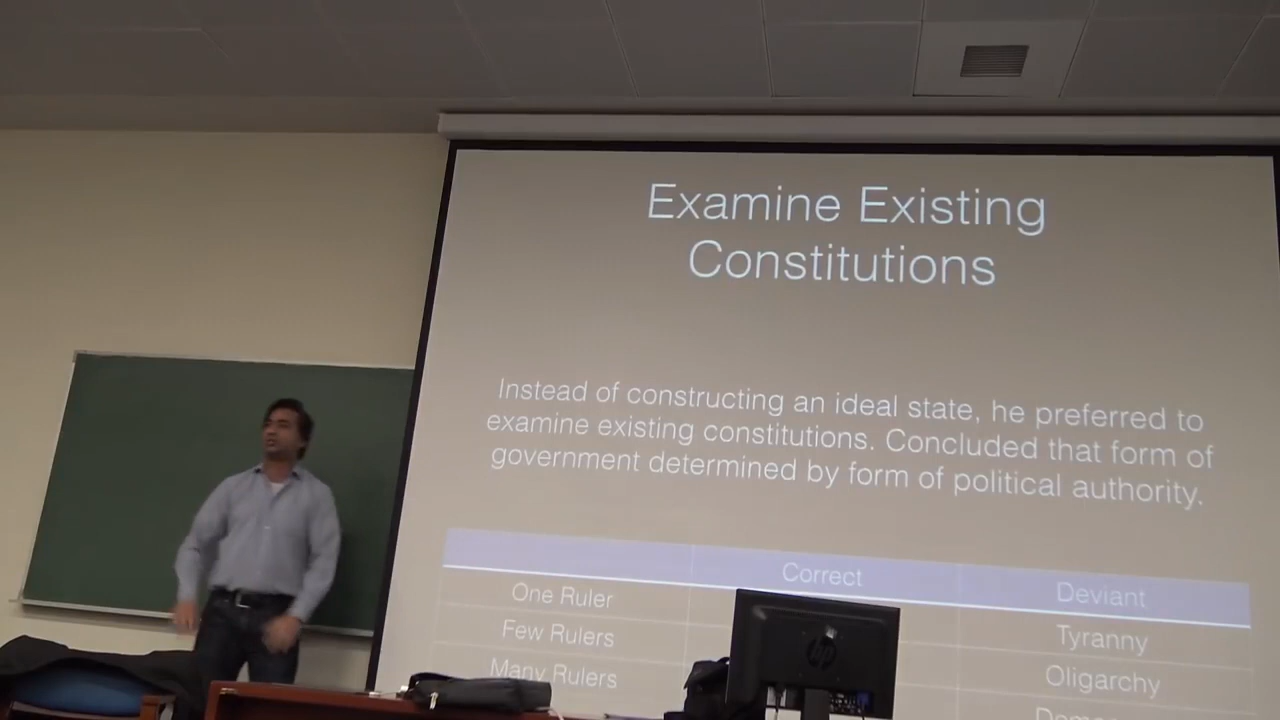 Examine Existing
Constitutions
Instead of constructing an ideal state, he preferred to
examine existing constitutions. Concluded that form of
government determined by form of political authority.
Correct Deviant
One Ruler Tyranny
Few Rulers Oligarchy
Many Rulers
hp